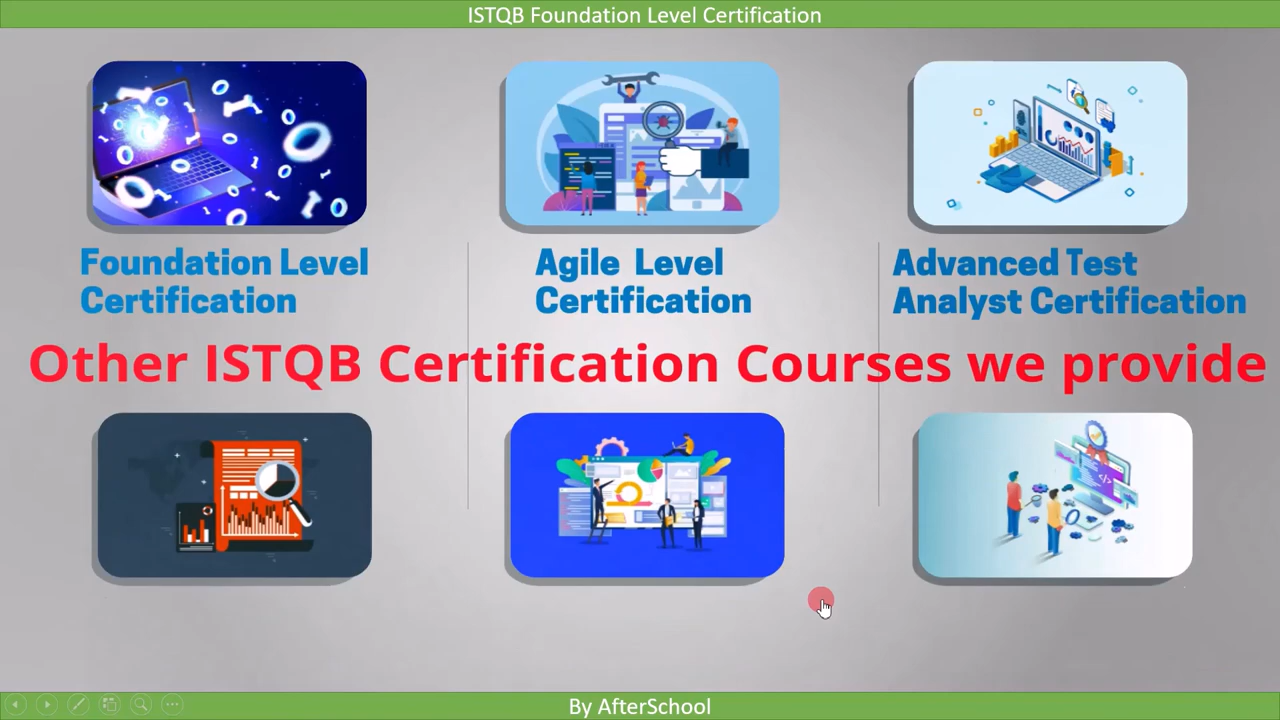 ISTQB Foundation Level Certification
Foundation Level
Certification
Agile Level
Certification
Advanced Test
Analyst Certification
Other ISTQB Certification Courses we provide
By AfterSchool